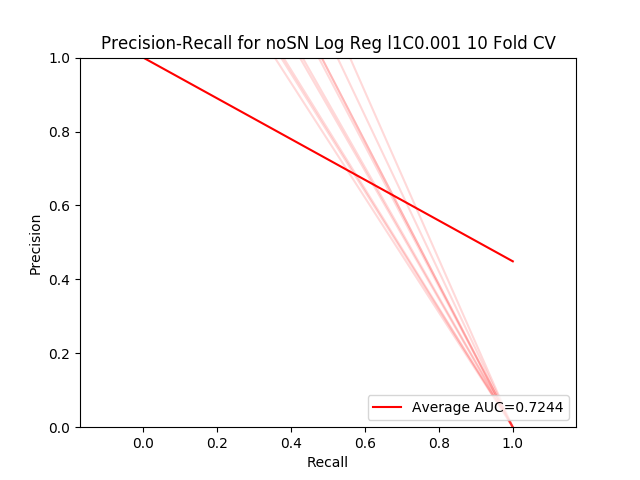 Precision-Recall for noSN Log Reg l1C0.001 10 Fold CV
1.0
0.8
0.6
0.4
0.2
0.0
Precision
0.0 0.2 0.4 0.6 0.8 1.0
Recall
Average AUC=0.7244